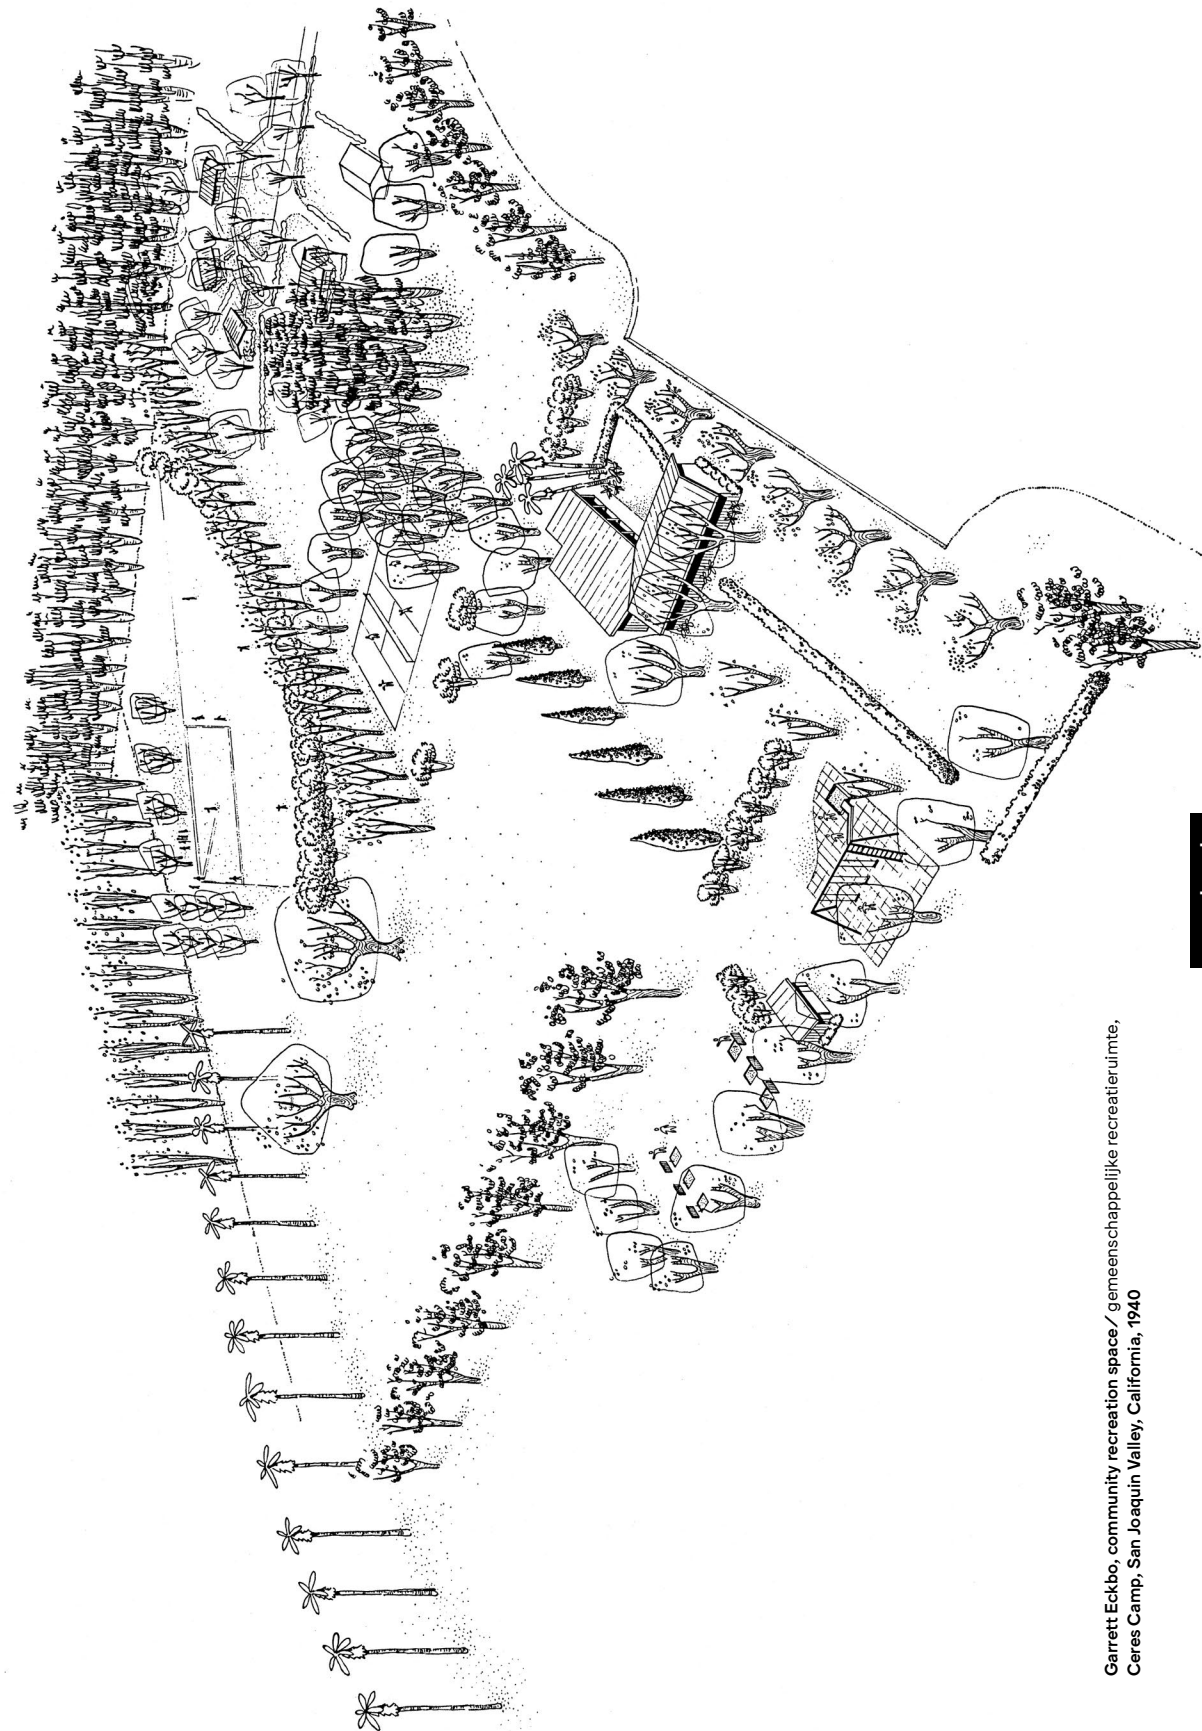 Garrett Eckbo, community recreation space/ gemeenschappelijke recreatieruimte,
Ceres Camp, San Joaquin Valley, California, 1940